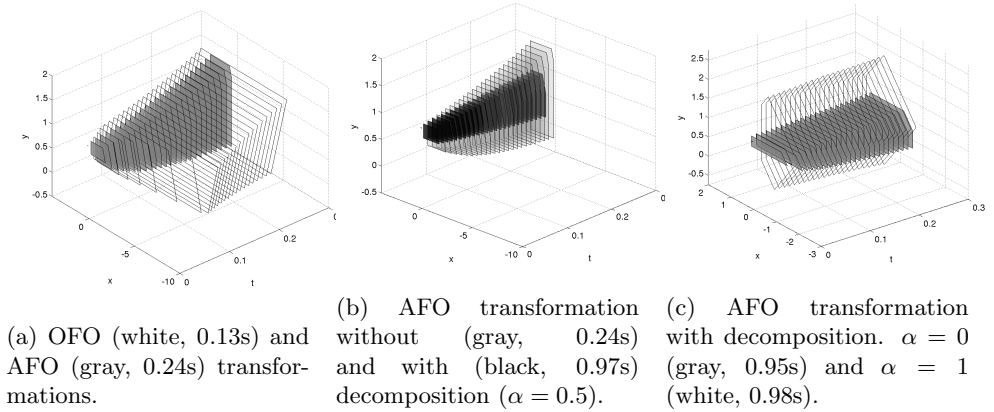 2
1.5
1
0.5
0
-0.5
y
0
-5
-10
x
0
0.1
0.2
t
2
1.5
1
0.5
0
-0.5
y
0
-5
-10
x
0
0.1
0.2
t
2.5
2
1.5
1
0.5
0
-0.5
y
2
1
0
-1
-2
-3
x
0
0.1
0.2
0.3
t
(a) OFO (white, 0.13s) and
AFO (gray, 0.24s) transfor-
mations.
(b) AFO transformation
without (gray, 0.24s)
and with (black, 0.97s)
decomposition (α = 0.5).
(c) AFO transformation
with decomposition. α = 0
(gray, 0.95s) and α = 1
(white, 0.98s).